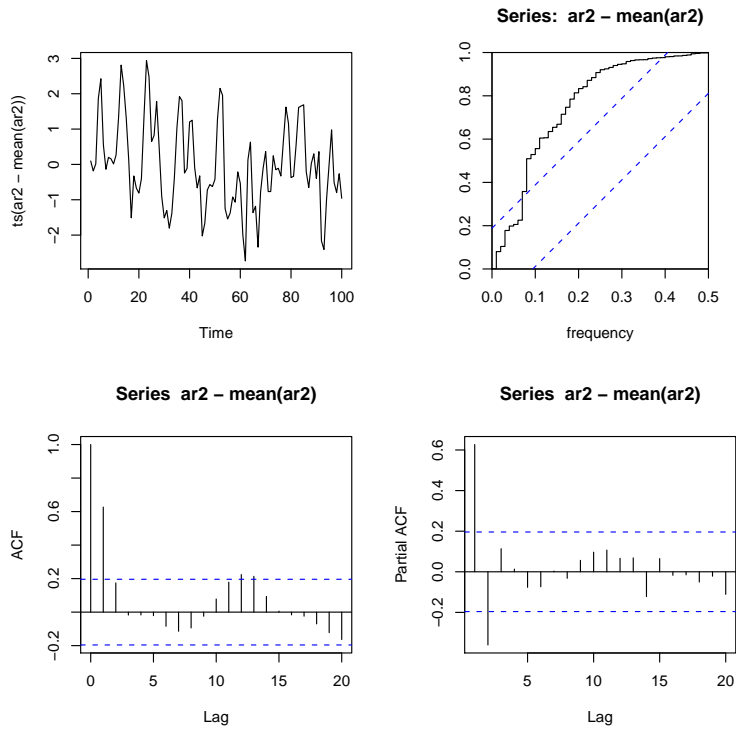 ts(ar2 − mean(ar2))
3
2
1
0
−1
−2
0 20 40 60 80 100
Time
Series: ar2 − mean(ar2)
1.0
0.8
0.6
0.4
0.2
0.0
0.0 0.1 0.2 0.3 0.4 0.5
frequency
Series ar2 − mean(ar2)
ACF
1.0
0.6
0.2
−0.2
0 5 10 15 20
Lag
Series ar2 − mean(ar2)
Partial ACF
0.6
0.4
0.2
0.0
−0.2
5 10 15 20
Lag